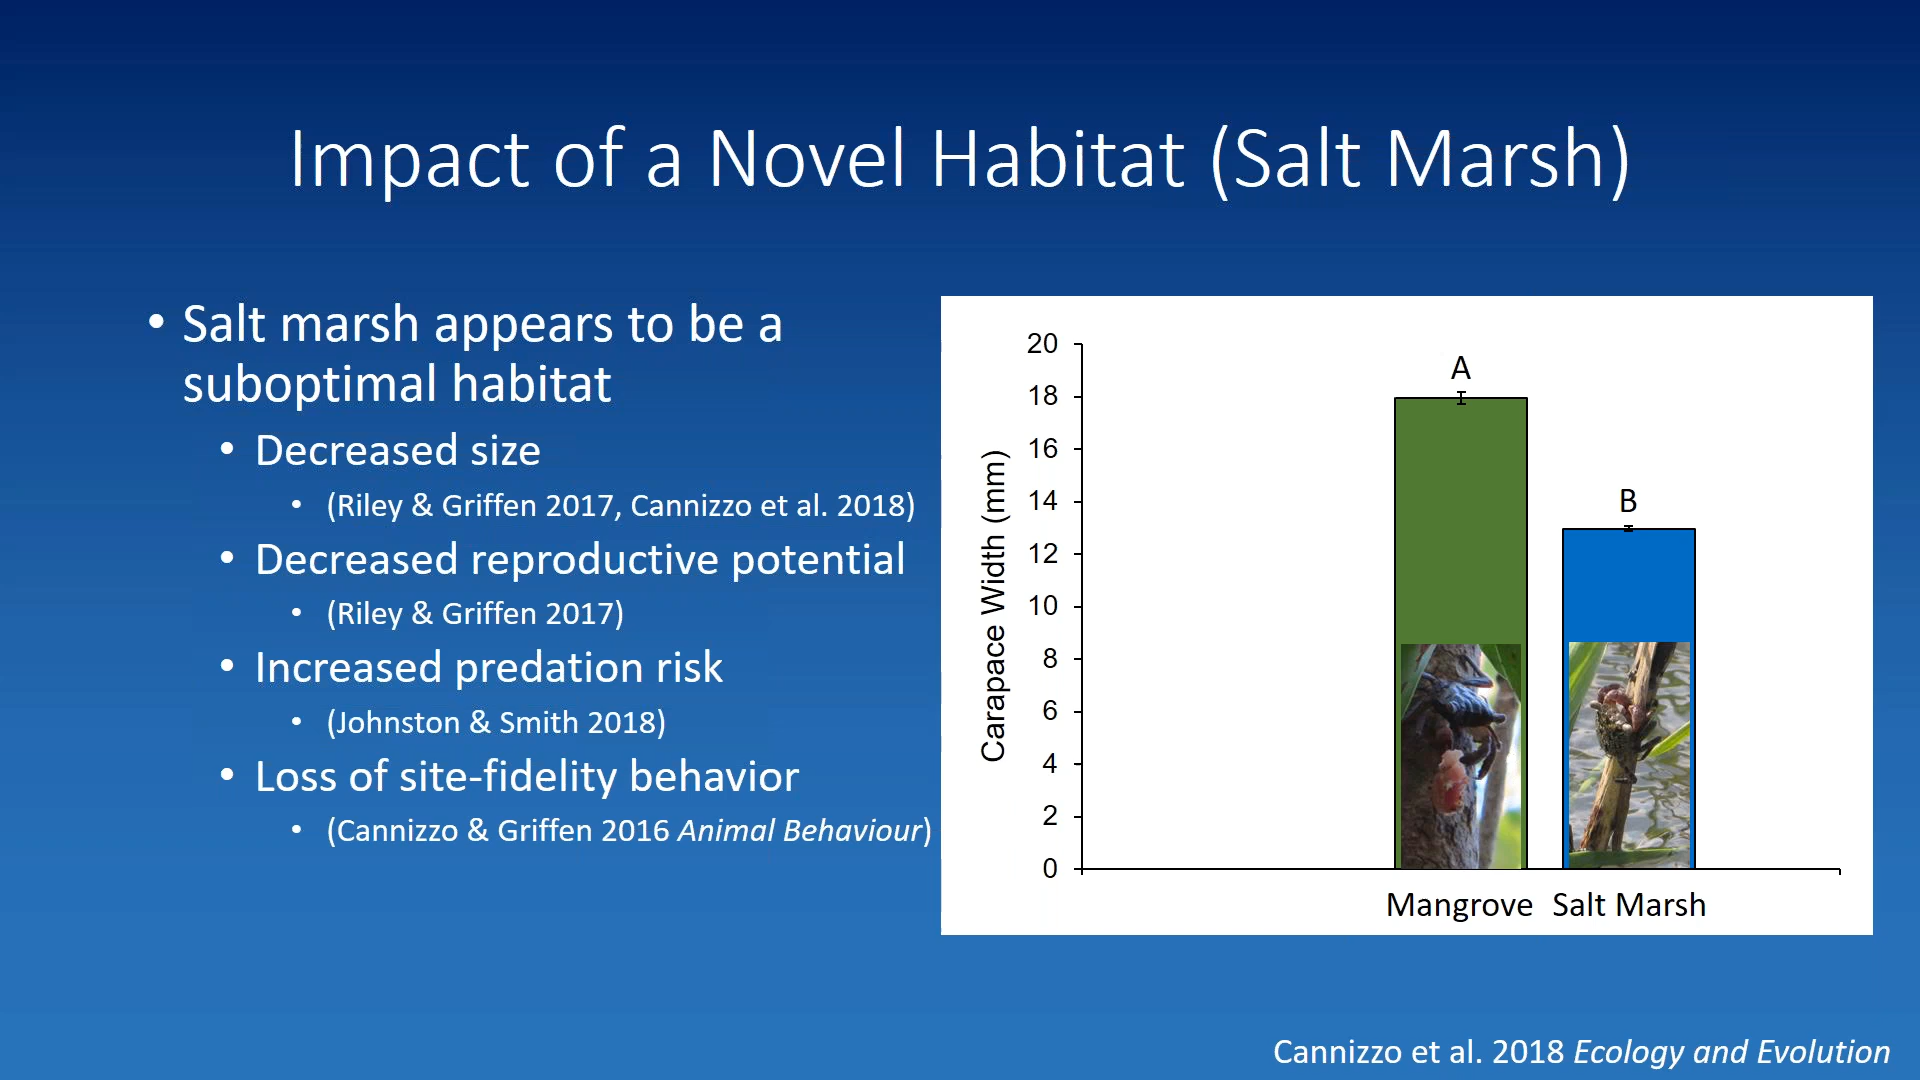 Impact of a Novel Habitat (Salt Marsh)
• Salt marsh appears to be a
suboptimal habitat
• Decreased size
• (Riley & Griffen 2017, Cannizzo et al. 2018)
• Decreased reproductive potential
• (Riley & Griffen 2017)
• Increased predation risk
• (Johnston & Smith 2018)
• Loss of site-fidelity behavior
• (Cannizzo & Griffen 2016 Animal Behaviour)
Carapace Width (mm)
20
18
16
14
12
10
8
6
4
2
0
A
B
Mangrove Salt Marsh
Cannizzo et al. 2018 Ecology and Evolution